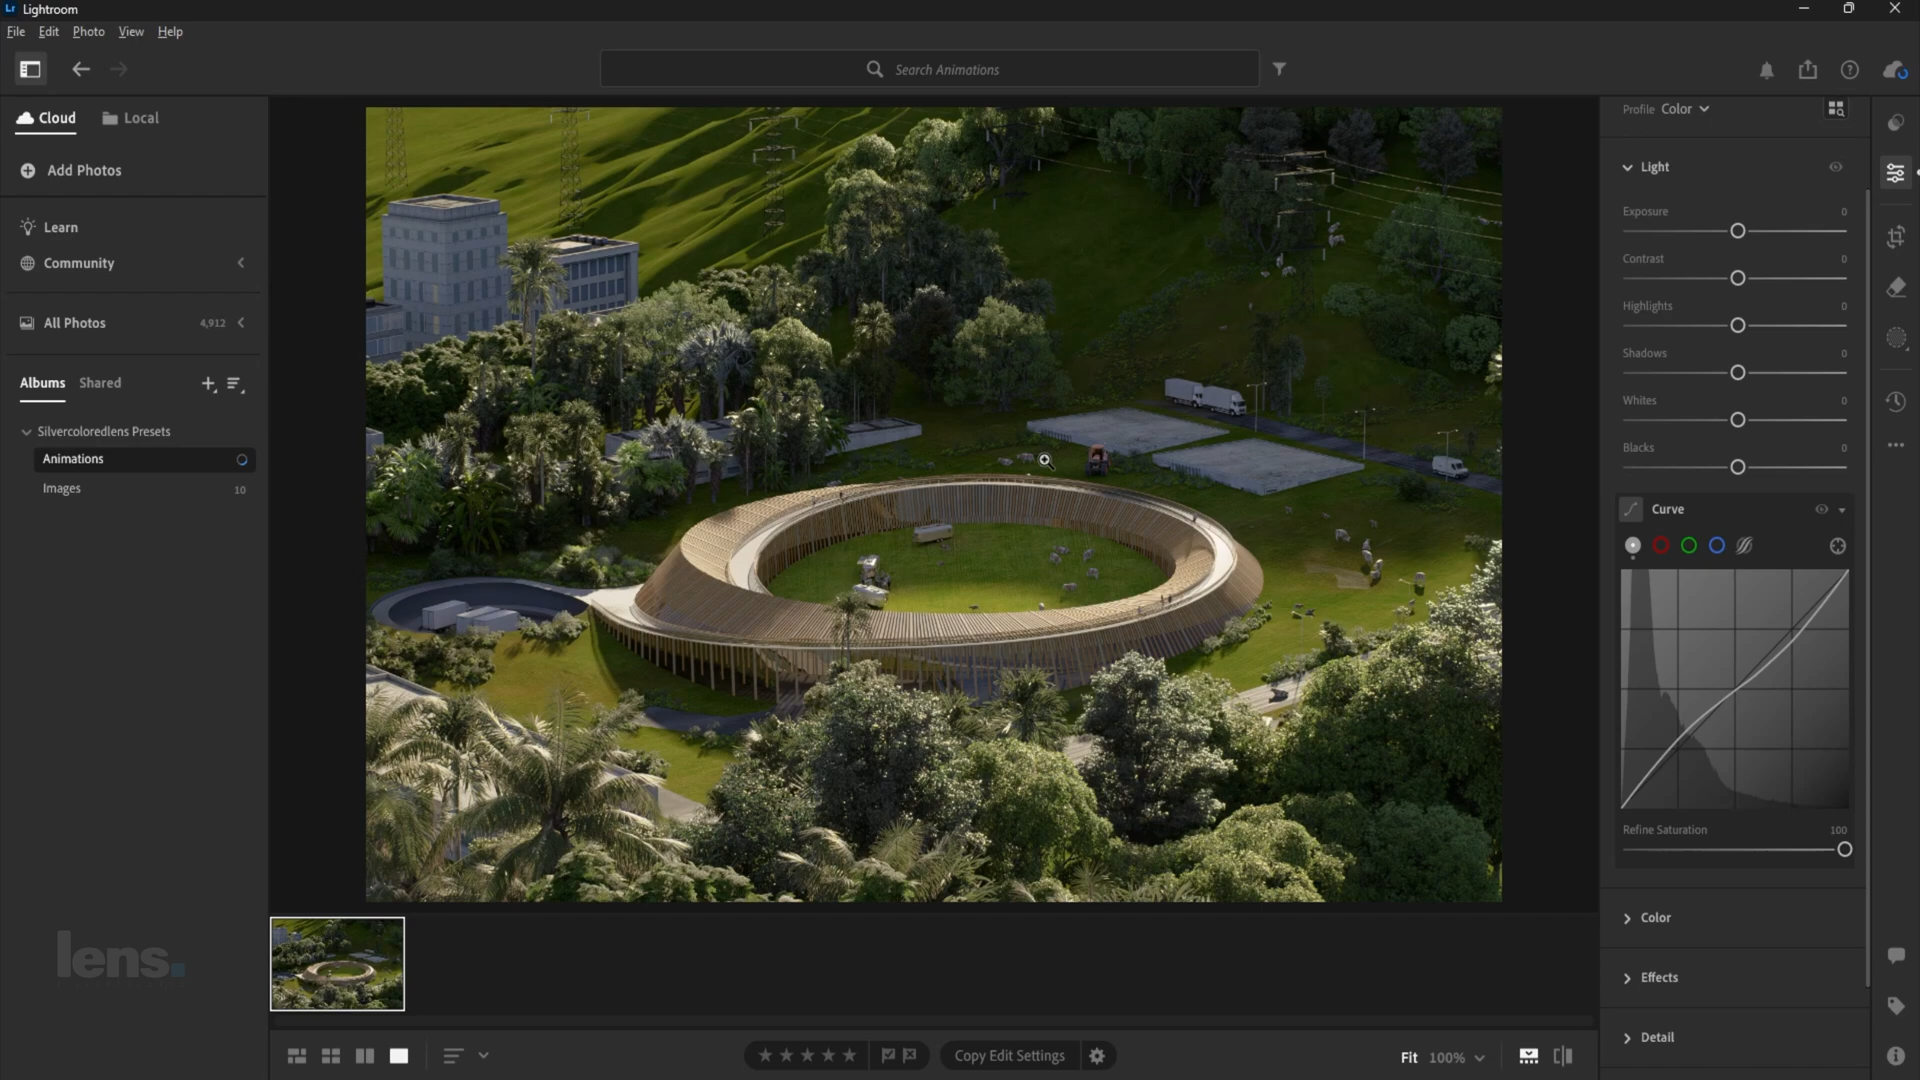 Lr Lightroom
File Edit Photo View Help
Search Animations
Cloud Local
Add Photos
Learn
Community
All Photos 4,912
Albums Shared
Silvercoloredlens Presets
Animations
Images 10
lens.
Profile Color
Light
Exposure 0
Contrast 0
Highlights 0
Shadows 0
Whites 0
Blacks 0
Curve
Refine Saturation 100
Color
Effects
Detail
Copy Edit Settings
Fit 100%